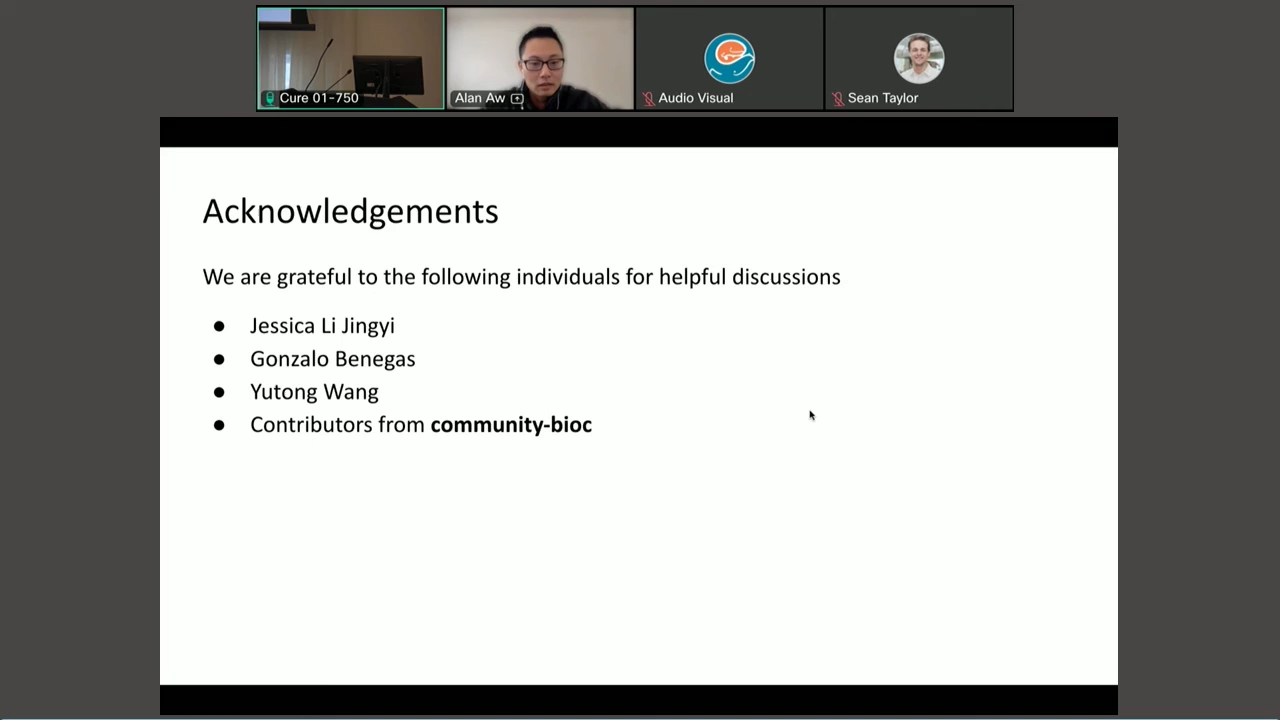 Cure 01-750
Alan Aw
Audio Visual
Sean Taylor
Acknowledgements
We are grateful to the following individuals for helpful discussions
● Jessica Li Jingyi
● Gonzalo Benegas
● Yutong Wang
● Contributors from community-bioc